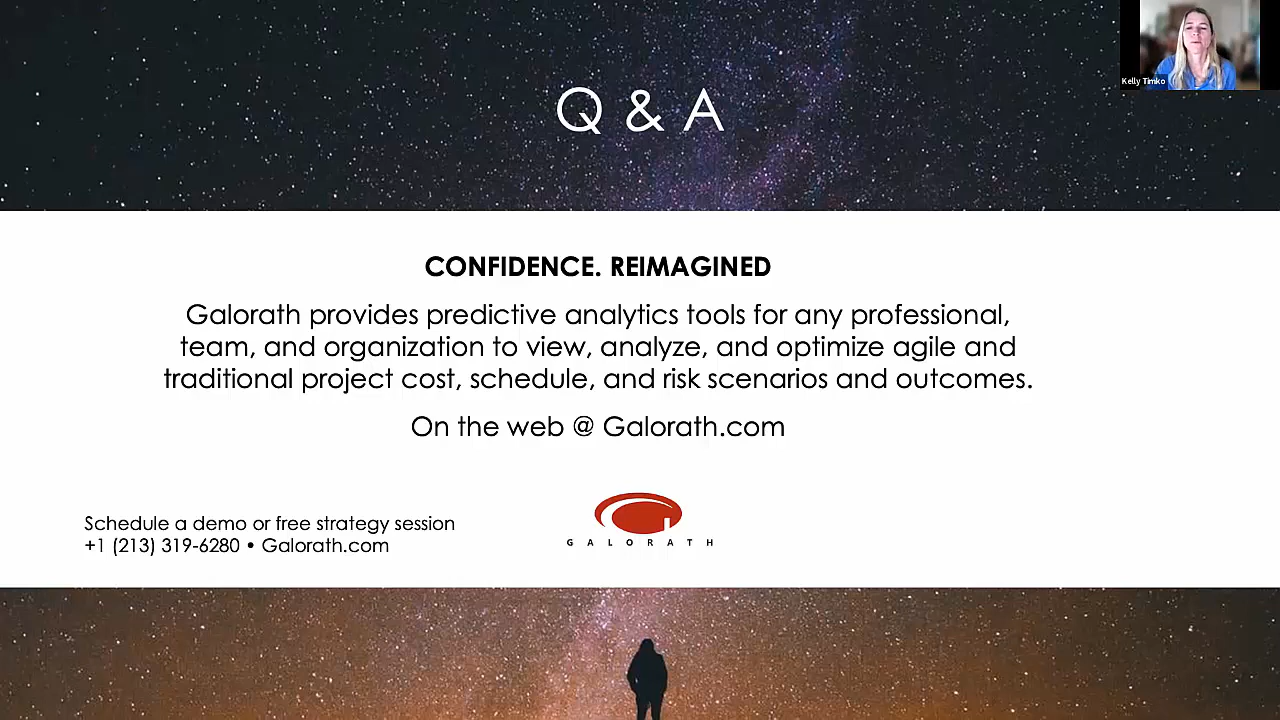 Kelly Timko
Q & A
CONFIDENCE. REIMAGINED
Galorath provides predictive analytics tools for any professional,
team, and organization to view, analyze, and optimize agile and
traditional project cost, schedule, and risk scenarios and outcomes.
On the web @ Galorath.com
Schedule a demo or free strategy session
+1 (213) 319-6280 • Galorath.com
GALORATH